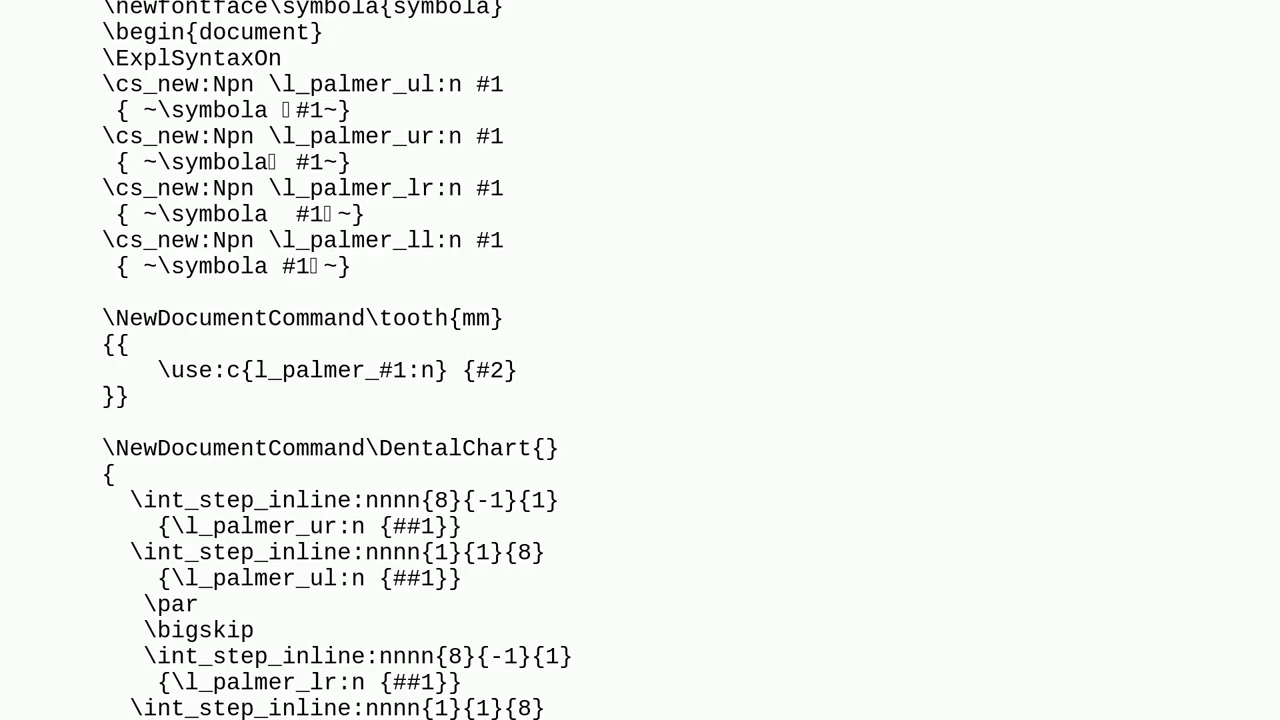 \newfontface\symbola{symbola}
\begin{document}
\ExplSyntaxOn
\cs_new:Npn \l_palmer_ul:n #1
 { ~\symbola ▯#1~}
\cs_new:Npn \l_palmer_ur:n #1
 { ~\symbola▯ #1~}
\cs_new:Npn \l_palmer_lr:n #1
 { ~\symbola  #1▯~}
\cs_new:Npn \l_palmer_ll:n #1
 { ~\symbola #1▯~}
\NewDocumentCommand\tooth{mm}
{{
    \use:c{l_palmer_#1:n} {#2}
}}
\NewDocumentCommand\DentalChart{}
{
  \int_step_inline:nnnn{8}{-1}{1}
    {\l_palmer_ur:n {##1}}
  \int_step_inline:nnnn{1}{1}{8}
    {\l_palmer_ul:n {##1}}
   \par
   \bigskip
   \int_step_inline:nnnn{8}{-1}{1}
    {\l_palmer_lr:n {##1}}
  \int_step_inline:nnnn{1}{1}{8}